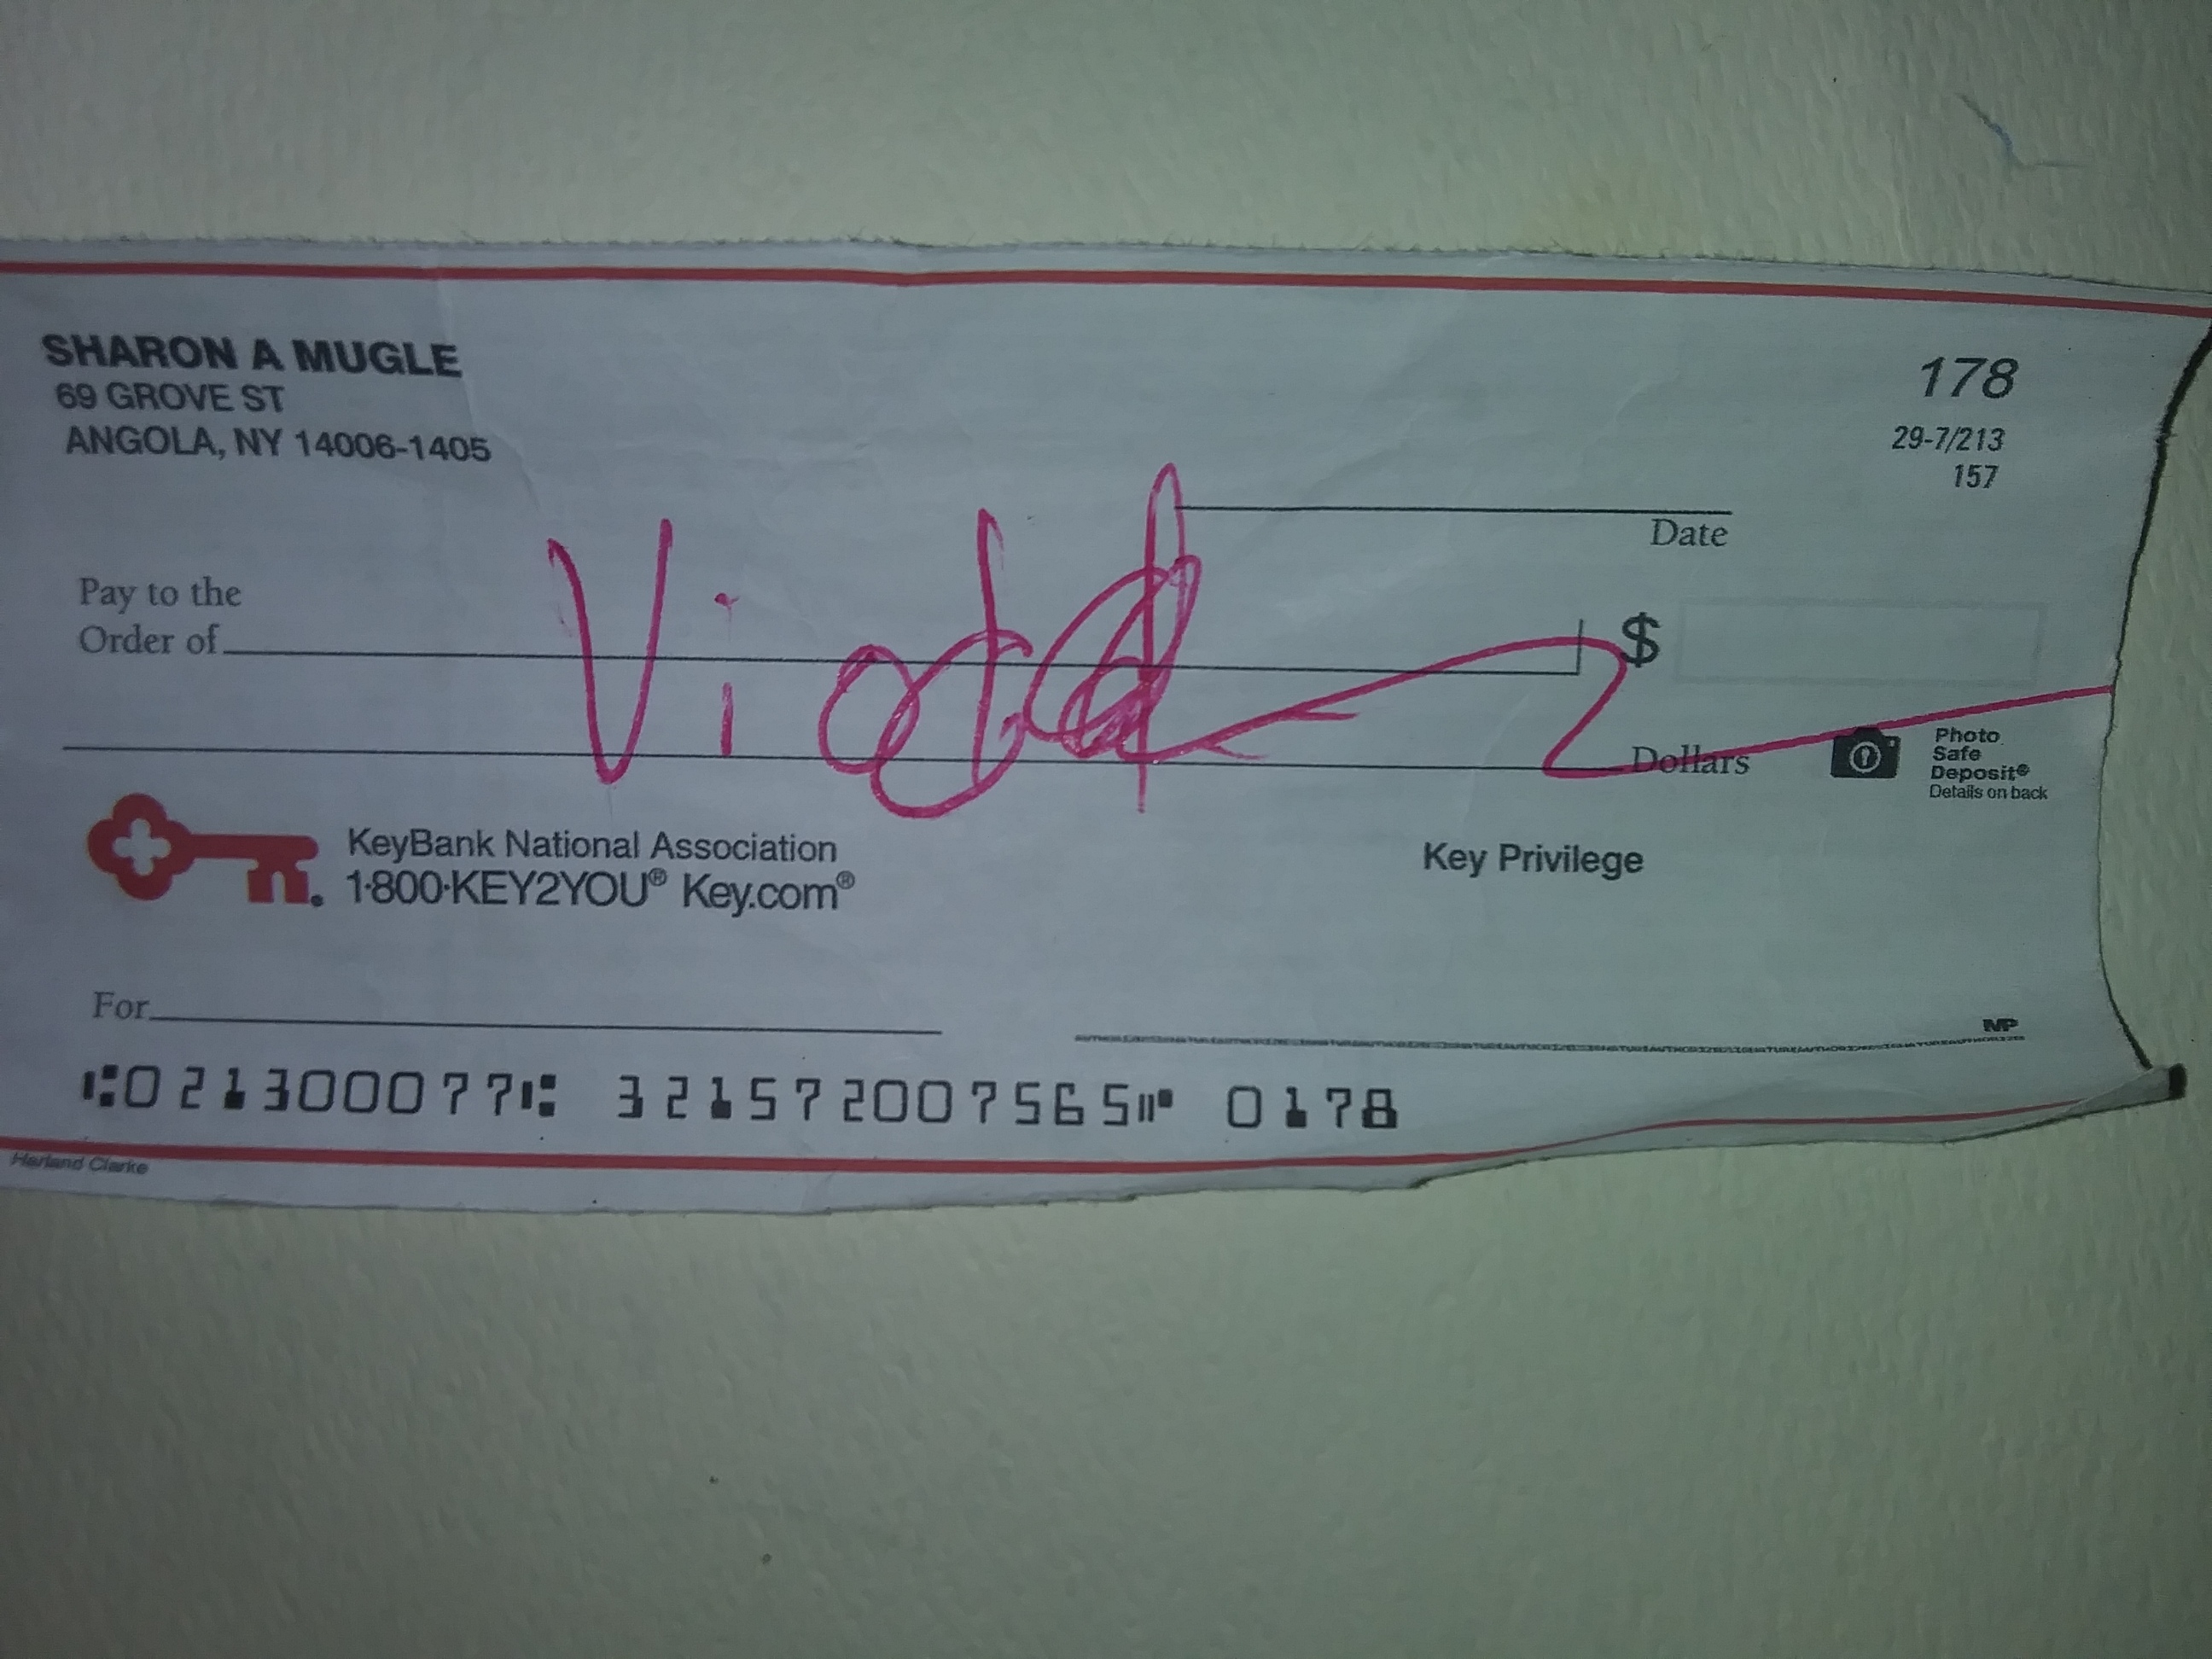 SHARON A MUGLE
69 GROVE ST
ANGOLA, NY 14006-1405
178
29-7/213
157
Date
Pay to the
Order of
$
Dollars
Photo
Safe
Deposit®
Details on back
KeyBank National Association
1·800·KEY2YOU® Key.com®
Key Privilege
For
MP
⑆021300077⑆ 321572007565⑈ 0178
Harland Clarke